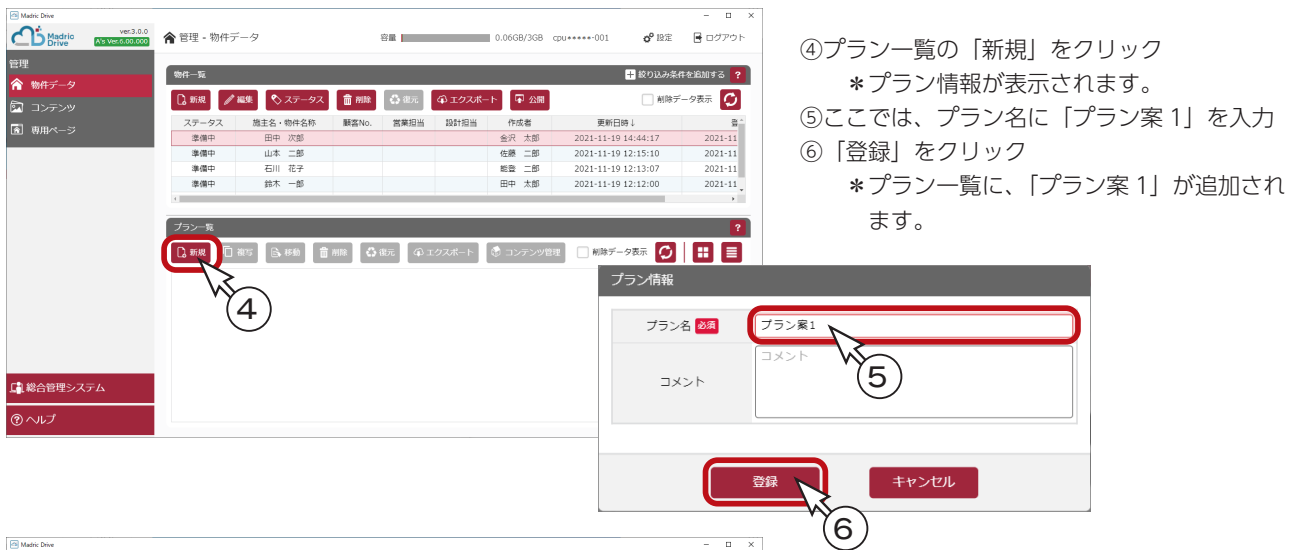 Madric Drive
Madric Drive
ver.3.0.0
A's Ver.6.00.000
管理 - 物件データ
容量
0.06GB/3GB
cpu*****-001
設定
ログアウト
管理
物件データ
コンテンツ
専用ページ
総合管理システム
ヘルプ
物件一覧
絞り込み条件を追加する ?
新規 編集 ステータス 削除 復元 エクスポート 公開 削除データ表示
ステータス 施主名・物件名称 顧客No. 営業担当 設計担当 作成者 更新日時↓
準備中 田中 次郎 金沢 太郎 2021-11-19 14:44:17 2021-11
準備中 山本 二郎 佐藤 二郎 2021-11-19 12:15:10 2021-11
準備中 石川 花子 能登 二郎 2021-11-19 12:13:07 2021-11
準備中 鈴木 一郎 田中 太郎 2021-11-19 12:12:00 2021-11
プラン一覧 ?
新規 複写 移動 削除 復元 エクスポート コンテンツ管理 削除データ表示
4
プラン情報
プラン名 必須 プラン案1
コメント コメント
5
登録 キャンセル
6
④プラン一覧の「新規」をクリック
＊プラン情報が表示されます。
⑤ここでは、プラン名に「プラン案 1」を入力
⑥「登録」をクリック
＊プラン一覧に、「プラン案 1」が追加され
ます。
Madric Drive